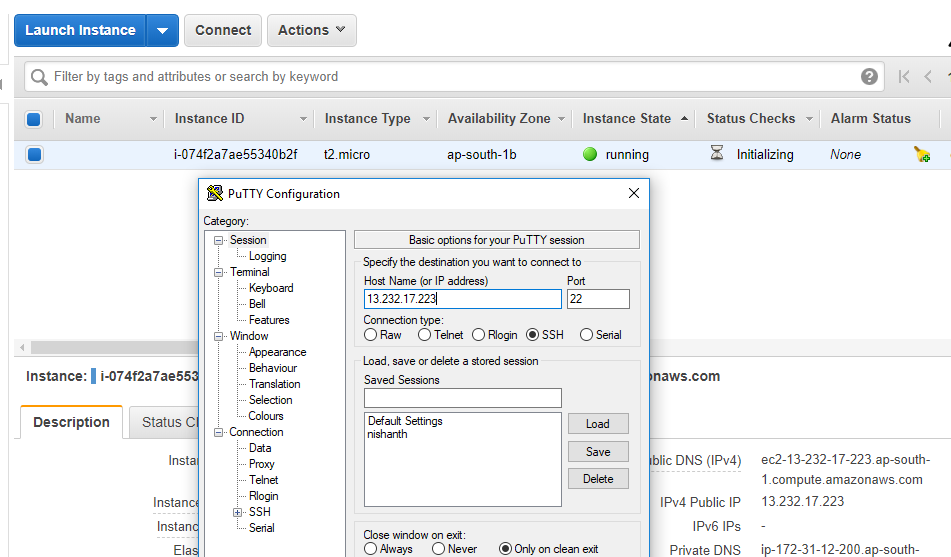 Launch Instance Connect Actions
Filter by tags and attributes or search by keyword
Name Instance ID Instance Type Availability Zone Instance State Status Checks Alarm Status
i-074f2a7ae55340b2f t2.micro ap-south-1b running Initializing None
PuTTY Configuration
Category:
Session
Logging
Terminal
Keyboard
Bell
Features
Window
Appearance
Behaviour
Translation
Selection
Colours
Connection
Data
Proxy
Telnet
Rlogin
SSH
Serial
Basic options for your PuTTY session
Specify the destination you want to connect to
Host Name (or IP address) Port
13.232.17.223 22
Connection type:
Raw Telnet Rlogin SSH Serial
Load, save or delete a stored session
Saved Sessions
Default Settings
nishanth
Load
Save
Delete
Close window on exit:
Always Never Only on clean exit
Instance: i-074f2a7ae553 onaws.com
Description Status C
Insta
Instance
Instanc
Elas
blic DNS (IPv4) ec2-13-232-17-223.ap-south-
1.compute.amazonaws.com
IPv4 Public IP 13.232.17.223
IPv6 IPs -
Private DNS ip-172-31-12-200.ap-south-